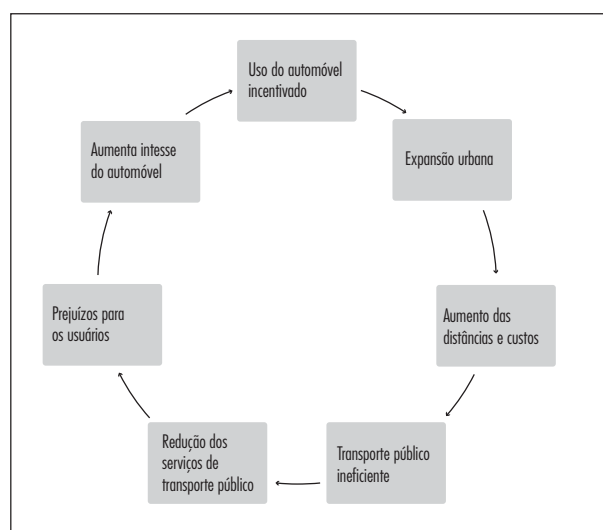 Uso do automóvel
incentivado
Expansão urbana
Aumento das
distâncias e custos
Transporte público
ineficiente
Redução dos
serviços de
transporte público
Prejuízos para
os usuários
Aumenta intesse
do automóvel